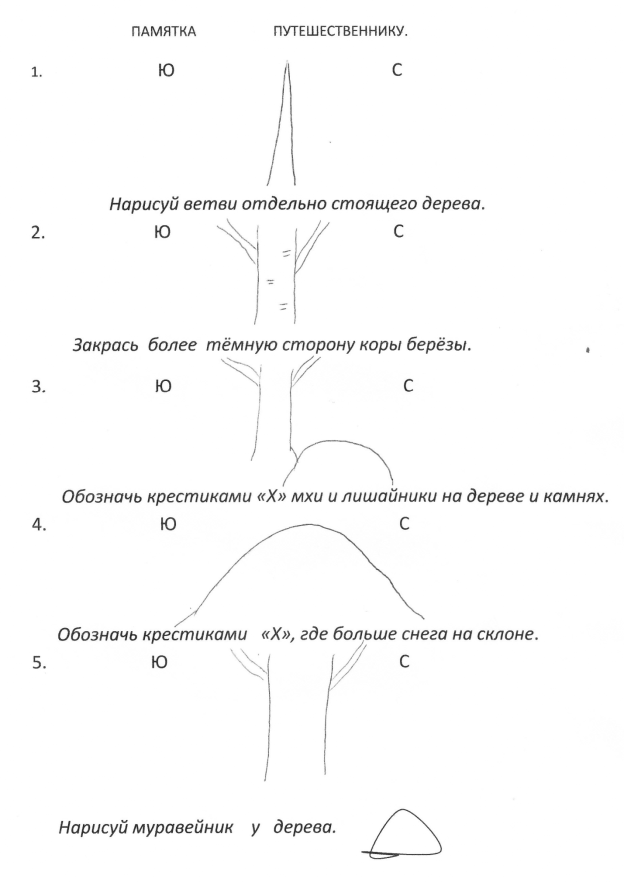 ПАМЯТКА ПУТЕШЕСТВЕННИКУ.
1. Ю С
Нарисуй ветви отдельно стоящего дерева.
2. Ю С
Закрась более тёмную сторону коры берёзы.
3. Ю С
Обозначь крестиками «Х» мхи и лишайники на дереве и камнях.
4. Ю С
Обозначь крестиками «Х», где больше снега на склоне.
5. Ю С
Нарисуй муравейник у дерева.